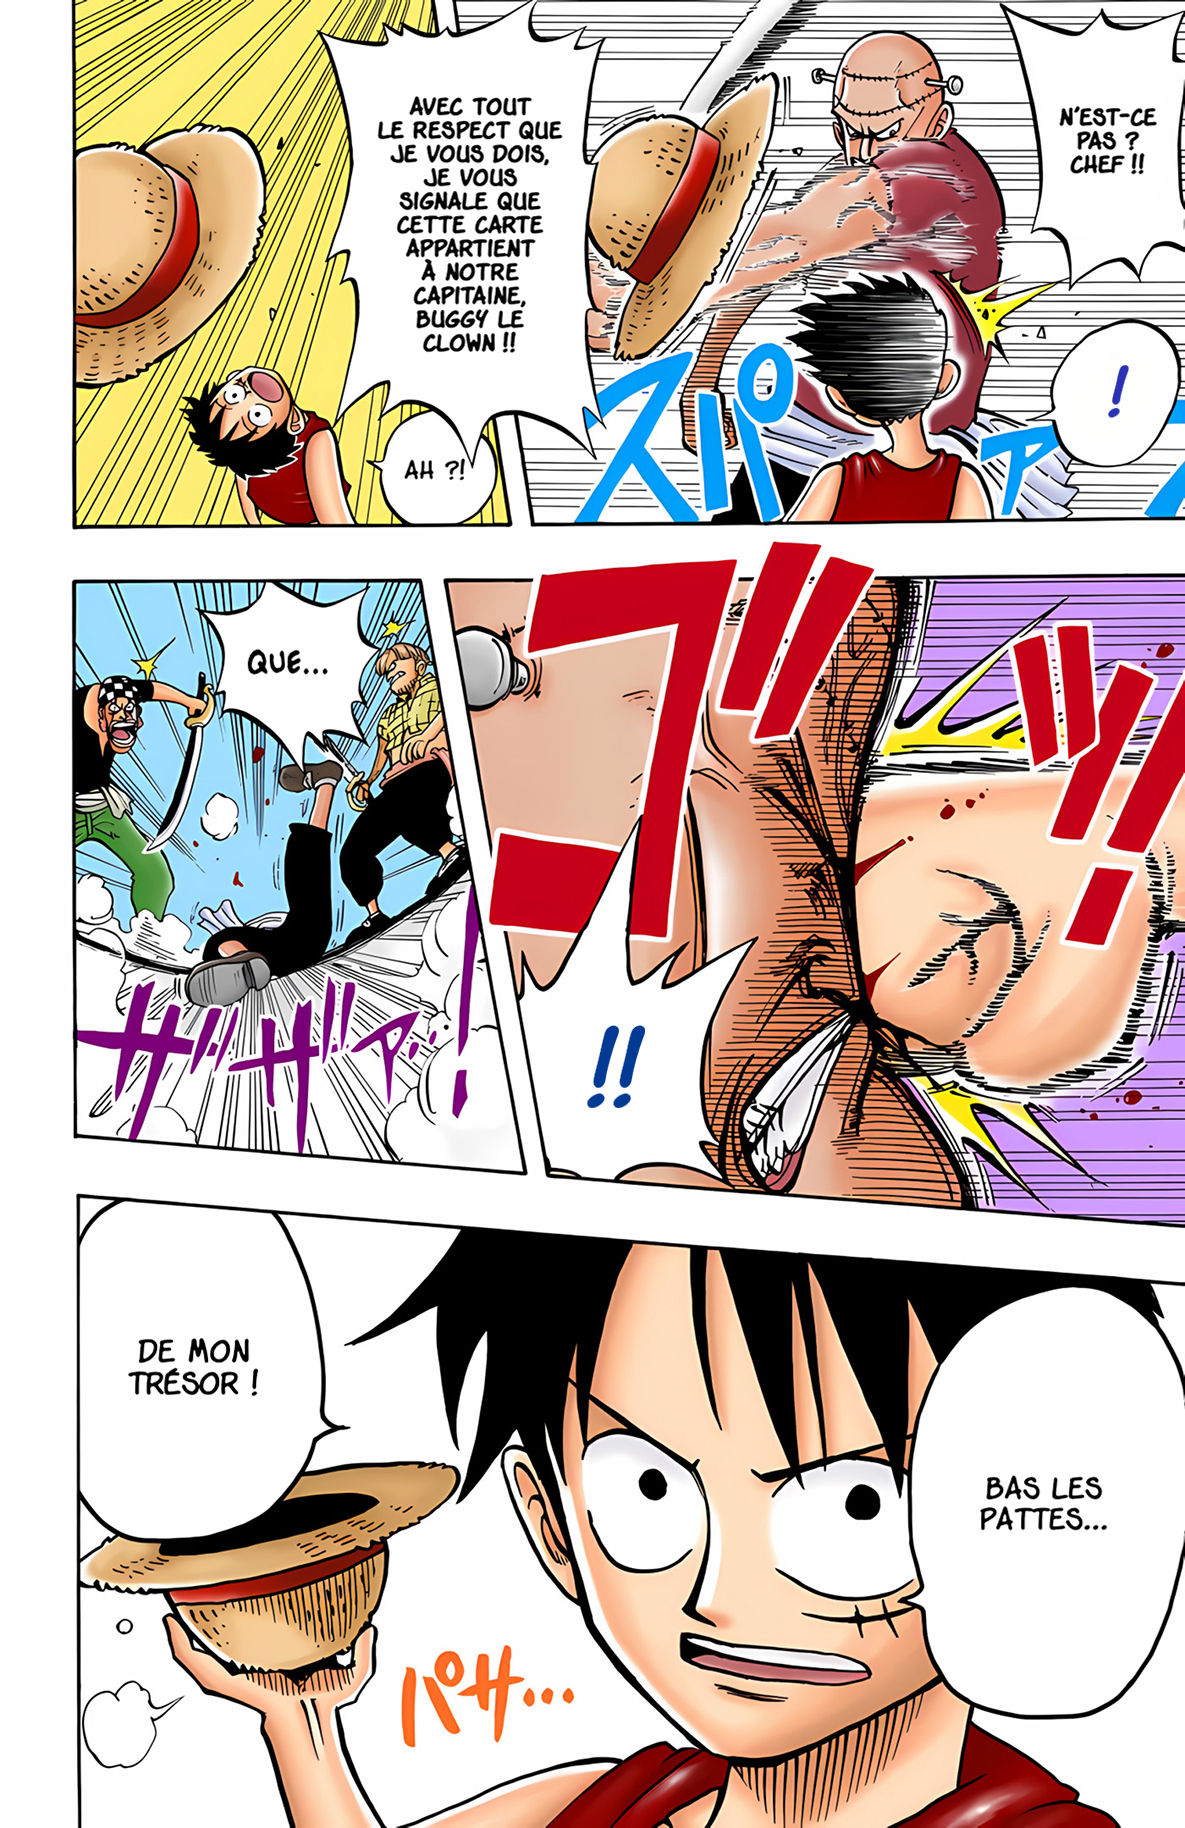 N'EST-CE
PAS ?
CHEF !!
!
スパァ
AVEC TOUT
LE RESPECT QUE
JE VOUS DOIS,
JE VOUS
SIGNALE QUE
CETTE CARTE
APPARTIENT
À NOTRE
CAPITAINE,
BUGGY LE
CLOWN !!
AH ?!
ゴッ!!
!!
QUE...
ザザァ..!
BAS LES
PATTES...
DE MON
TRÉSOR !
パサ...